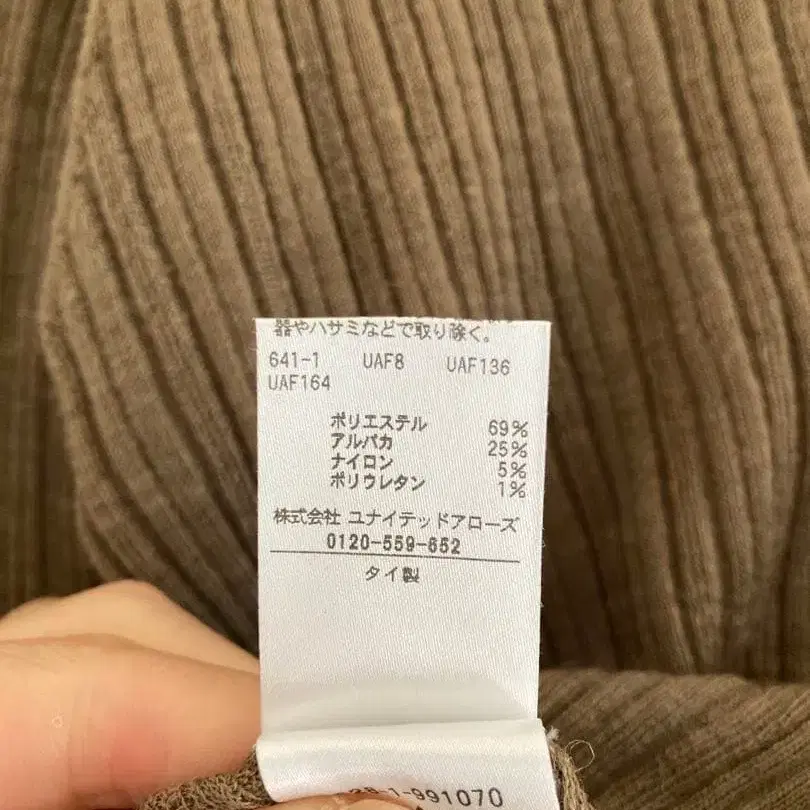 器やハサミなどで取り除く。
641-1 UAF8 UAF136
UAF164
ポリエステル 69%
アルパカ 25%
ナイロン 5%
ポリウレタン 1%
株式会社 ユナイテッドアローズ
0120-559-652
タイ製
28-1-991070